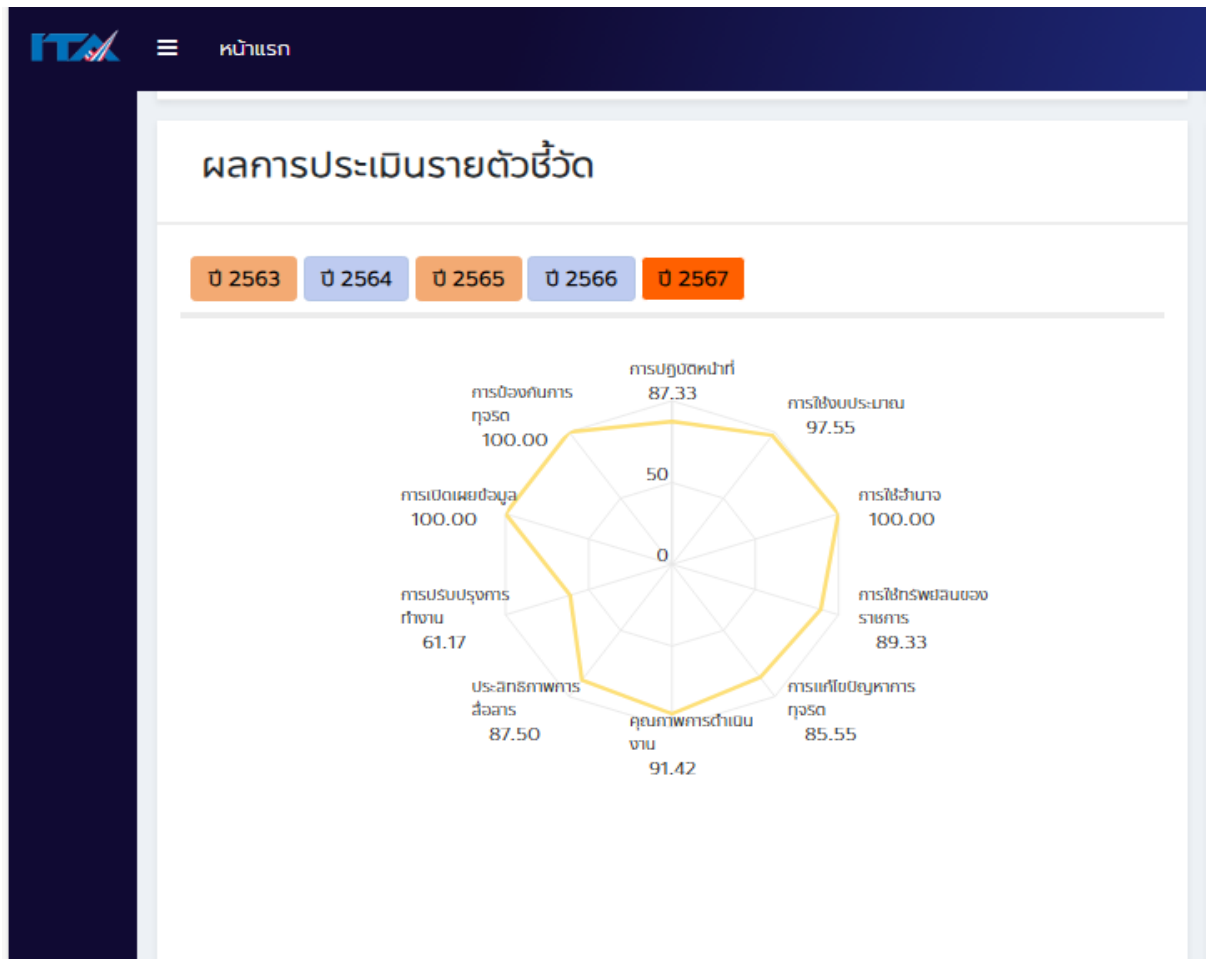 ITA
หน้าแรก
ผลการประเมินรายตัวชี้วัด
ปี 2563
ปี 2564
ปี 2565
ปี 2566
ปี 2567
การปฏิบัติหน้าที่
87.33
การใช้งบประมาณ
97.55
การใช้อำนาจ
100.00
การใช้ทรัพย์สินของ
ราชการ
89.33
การแก้ไขปัญหาการ
ทุจริต
85.55
คุณภาพการดำเนิน
งาน
91.42
ประสิทธิภาพการ
สื่อสาร
87.50
การปรับปรุงการ
ทำงาน
61.17
การเปิดเผยข้อมูล
100.00
การป้องกันการ
ทุจริต
100.00
50
0